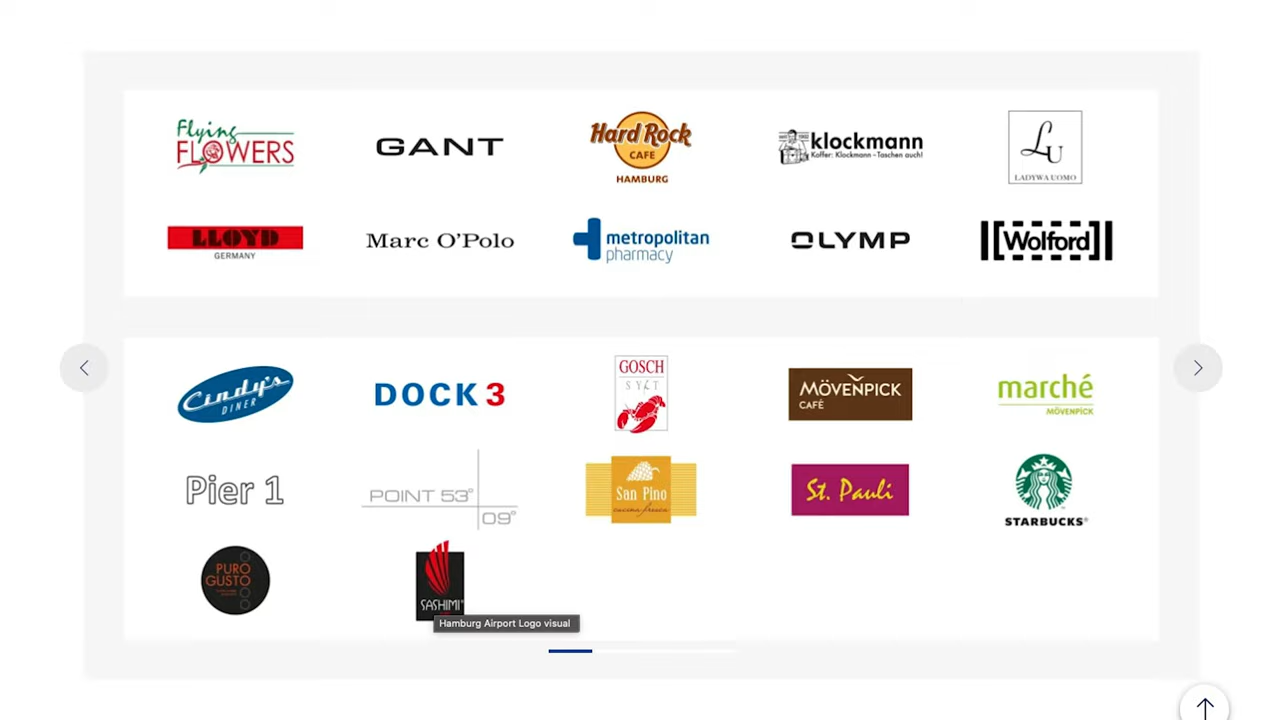 Flying
FLOWERS
GANT
Hard Rock
CAFE
HAMBURG
klockmann
Koffer: Klockmann – Taschen auch!
LU
LADYWA UOMO
LLOYD
GERMANY
Marc O'Polo
metropolitan
pharmacy
OLYMP
[Wolford]
Cindy's
DINER
DOCK 3
GOSCH
SYLT
MÖVENPICK
CAFÉ
marché
MÖVENPICK
Pier 1
POINT 53°
09°
San Pino
cucina fresca
St. Pauli
STARBUCKS®
PURO
GUSTO
SASHIMI
Hamburg Airport Logo visual